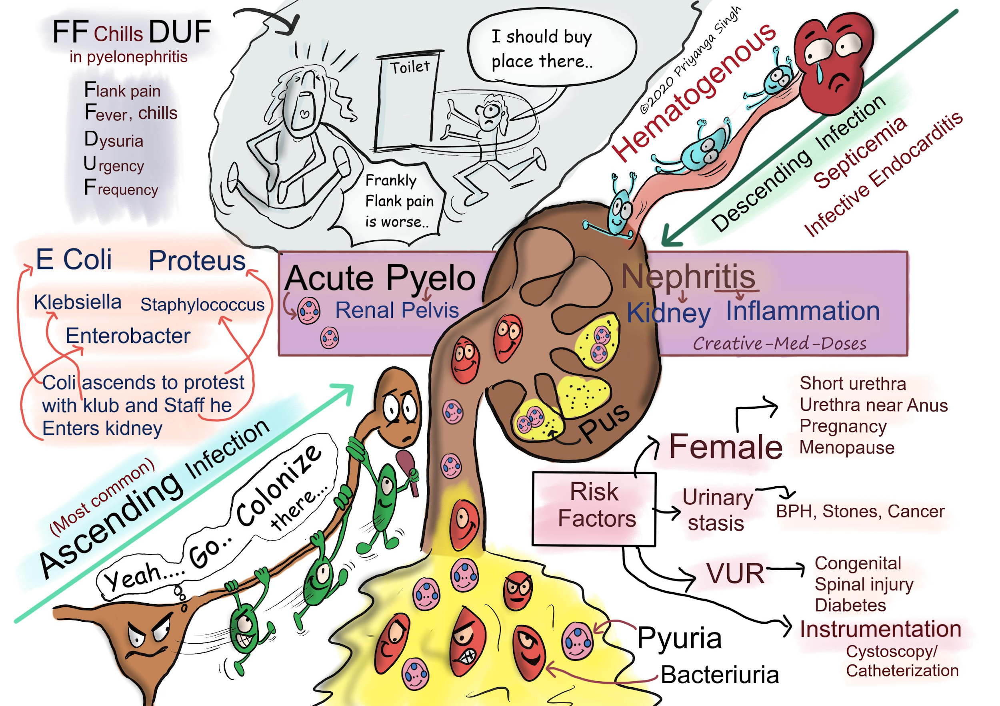 FF Chills DUF
in pyelonephritis
Flank pain
Fever, chills
Dysuria
Urgency
Frequency
Toilet
I should buy
place there..
Frankly
Flank pain
is worse..
©2020 Priyanga Singh
Hematogenous
Descending Infection
Septicemia
Infective Endocarditis
E Coli Proteus
Klebsiella Staphylococcus
Enterobacter
Coli ascends to protest
with klub and Staff he
Enters kidney
Acute Pyelo Nephritis
Renal Pelvis Kidney Inflammation
Creative-Med-Doses
Pus
(Most common)
Ascending Infection
Yeah.... Go.. Colonize
there...
Risk
Factors
Female
Short urethra
Urethra near Anus
Pregnancy
Menopause
Urinary
stasis
BPH, Stones, Cancer
VUR
Congenital
Spinal injury
Diabetes
Instrumentation
Cystoscopy/
Catheterization
Pyuria
Bacteriuria